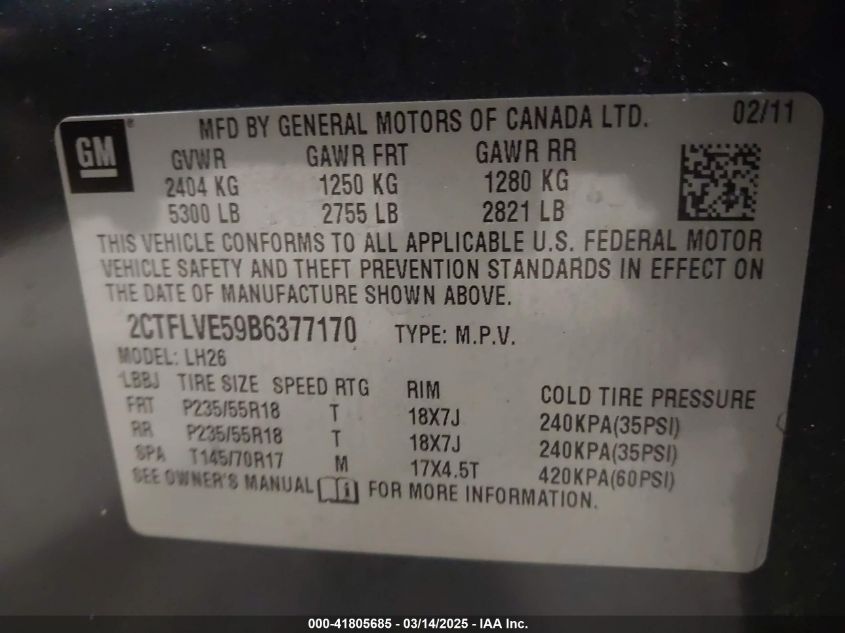 GM
MFD BY GENERAL MOTORS OF CANADA LTD. 02/11
GVWR GAWR FRT GAWR RR
2404 KG 1250 KG 1280 KG
5300 LB 2755 LB 2821 LB
THIS VEHICLE CONFORMS TO ALL APPLICABLE U.S. FEDERAL MOTOR
VEHICLE SAFETY AND THEFT PREVENTION STANDARDS IN EFFECT ON
THE DATE OF MANUFACTURE SHOWN ABOVE.
2CTFLVE59B6377170 TYPE: M.P.V.
MODEL: LH26
LBBJ TIRE SIZE SPEED RTG RIM COLD TIRE PRESSURE
FRT P235/55R18 T 18X7J 240KPA(35PSI)
RR P235/55R18 T 18X7J 240KPA(35PSI)
SPA T145/70R17 M 17X4.5T 420KPA(60PSI)
SEE OWNER'S MANUAL FOR MORE INFORMATION.
000-41805685 - 03/14/2025 - IAA Inc.